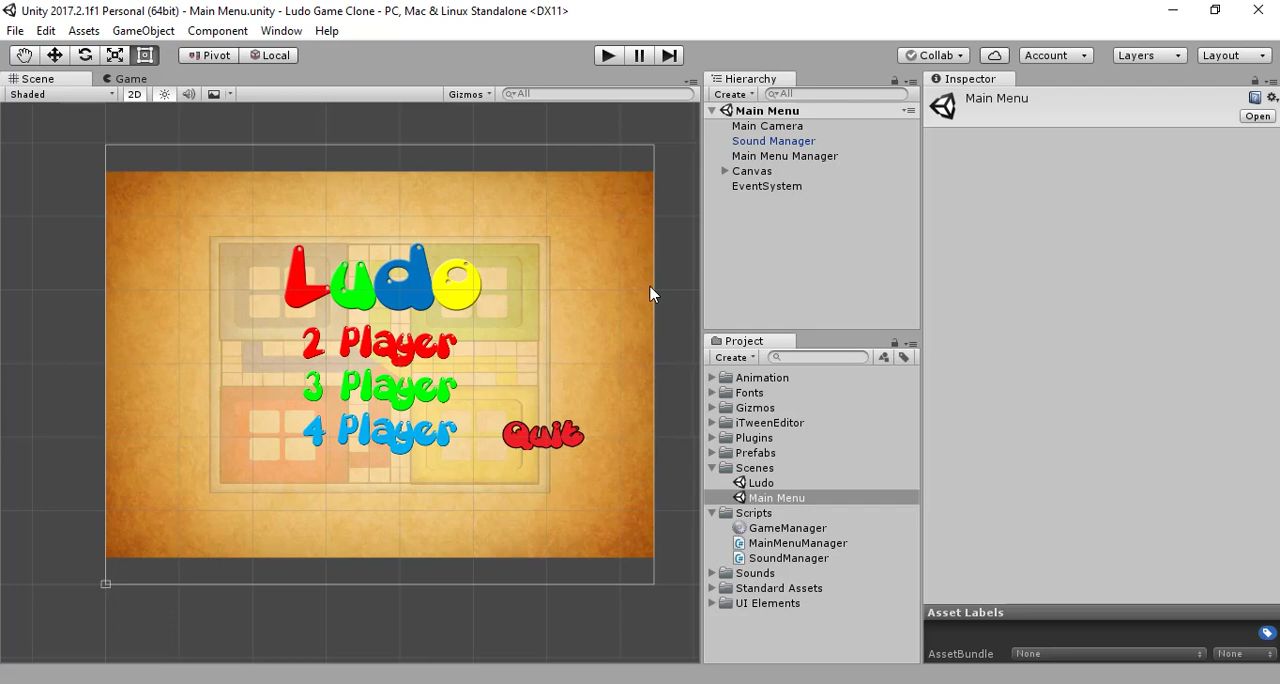 Unity 2017.2.1f1 Personal (64bit) - Main Menu.unity - Ludo Game Clone - PC, Mac & Linux Standalone <DX11>
File Edit Assets GameObject Component Window Help
Pivot Local Collab Account Layers Layout
Scene Game Hierarchy Inspector
Shaded 2D Gizmos All Create All Main Menu
Open
Main Menu
Main Camera
Sound Manager
Main Menu Manager
Canvas
EventSystem
Ludo
2 Player
3 Player
4 Player
Quit
Project
Create
Animation
Fonts
Gizmos
iTweenEditor
Plugins
Prefabs
Scenes
Ludo
Main Menu
Scripts
GameManager
MainMenuManager
SoundManager
Sounds
Standard Assets
UI Elements
Asset Labels
AssetBundle None None